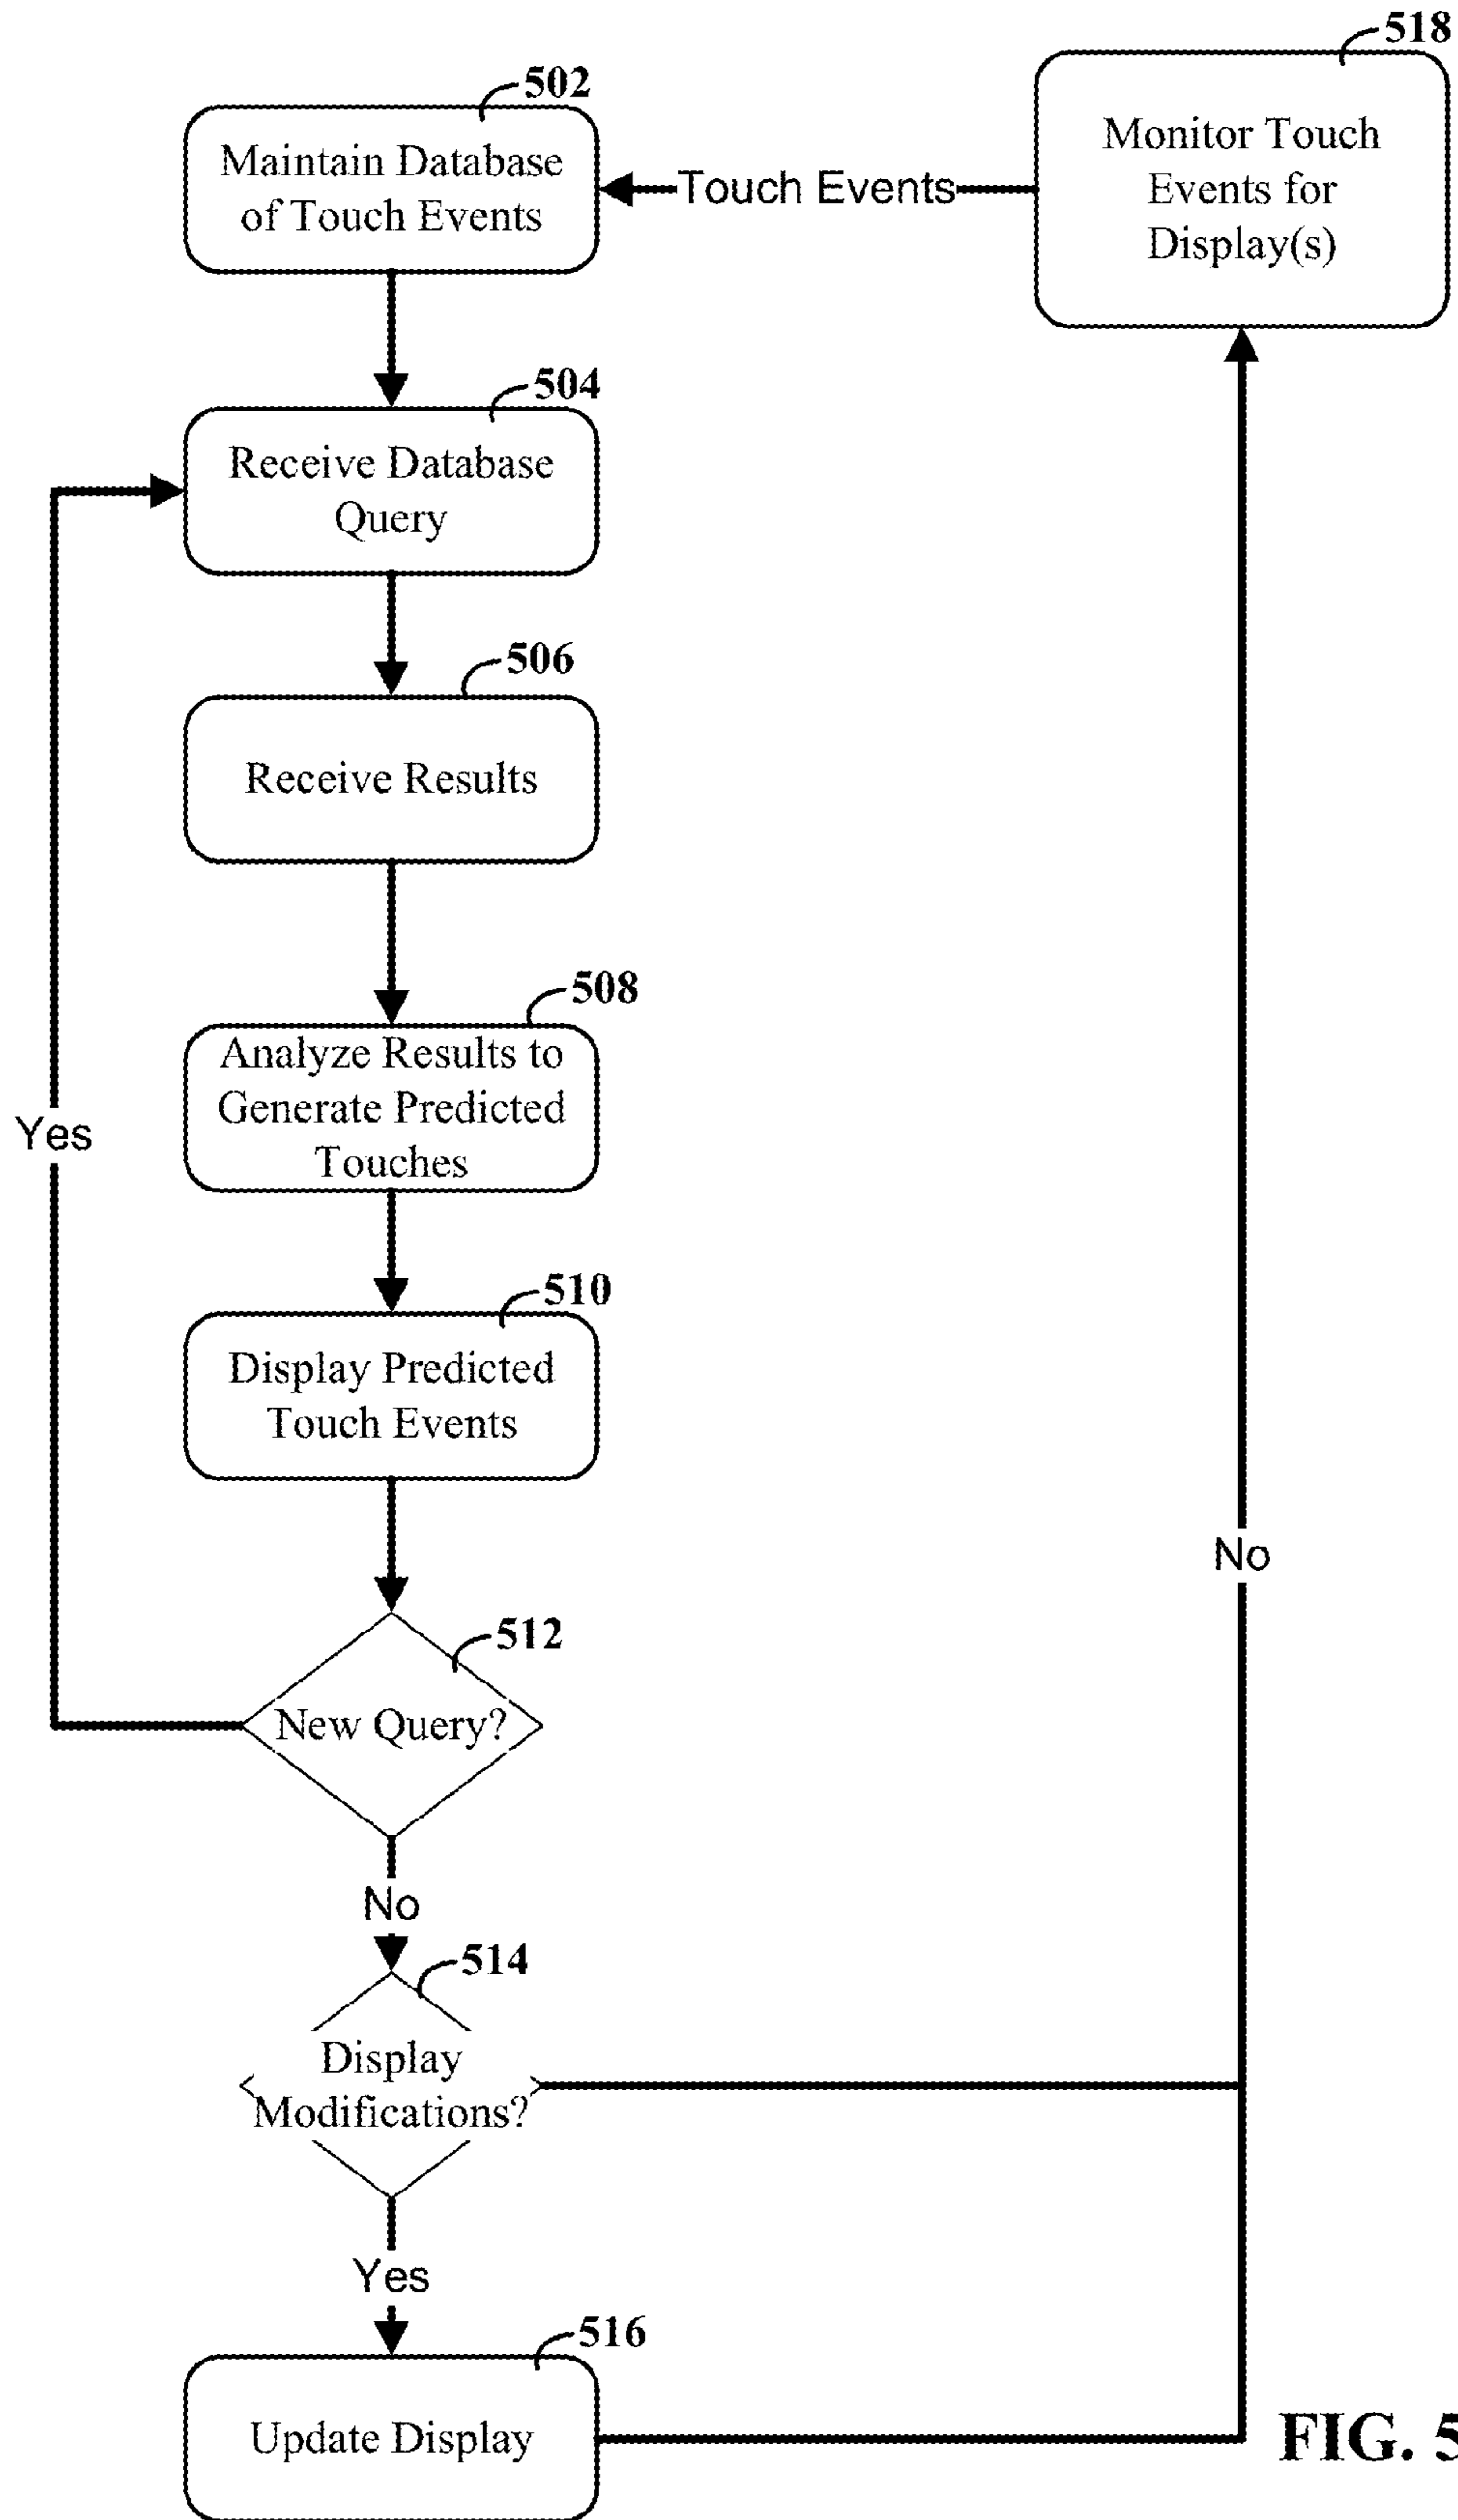 518
502
Maintain Database
of Touch Events
Touch Events
Monitor Touch
Events for
Display(s)
504
Receive Database
Query
506
Receive Results
508
Analyze Results to
Generate Predicted
Touches
Yes
510
Display Predicted
Touch Events
No
512
New Query?
No
514
Display
Modifications?
Yes
516
Update Display
FIG. 5